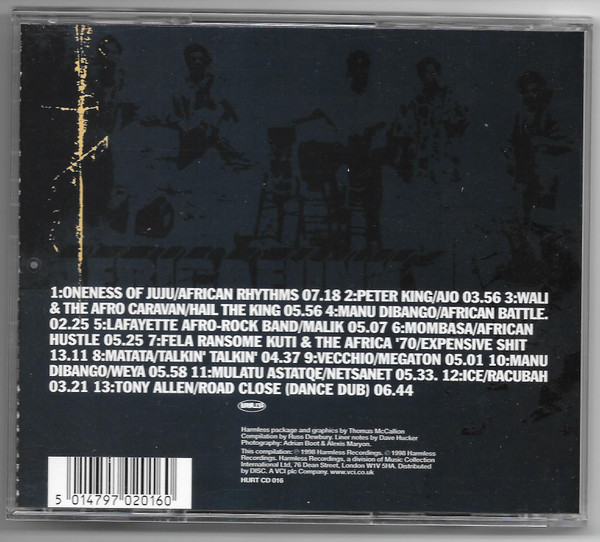 1:ONENESS OF JUJU/AFRICAN RHYTHMS 07.18 2:PETER KING/AJO 03.56 3:WALI
& THE AFRO CARAVAN/HAIL THE KING 05.56 4:MANU DIBANGO/AFRICAN BATTLE.
02.25 5:LAFAYETTE AFRO-ROCK BAND/MALIK 05.07 6:MOMBASA/AFRICAN
HUSTLE 05.25 7:FELA RANSOME KUTI & THE AFRICA '70/EXPENSIVE SHIT
13.11 8:MATATA/TALKIN' TALKIN' 04.37 9:VECCHIO/MEGATON 05.01 10:MANU
DIBANGO/WEYA 05.58 11:MULATU ASTATQE/NETSANET 05.33. 12:ICE/RACUBAH
03.21 13:TONY ALLEN/ROAD CLOSE (DANCE DUB) 06.44
Harmless package and graphics by Thomas McCallion
Compilation by Russ Dewbury. Liner notes by Dave Hucker
Photography: Adrian Boot & Alexis Maryon.
This compilation: ℗ 1998 Harmless Recordings. © 1998 Harmless
Recordings. Harmless Recordings, a division of Music Collection
International Ltd, 76 Dean Street, London W1V 5HA. Distributed
by DISC. A VCI plc Company. www.vci.co.uk
HURT CD 016
5 014797 020160